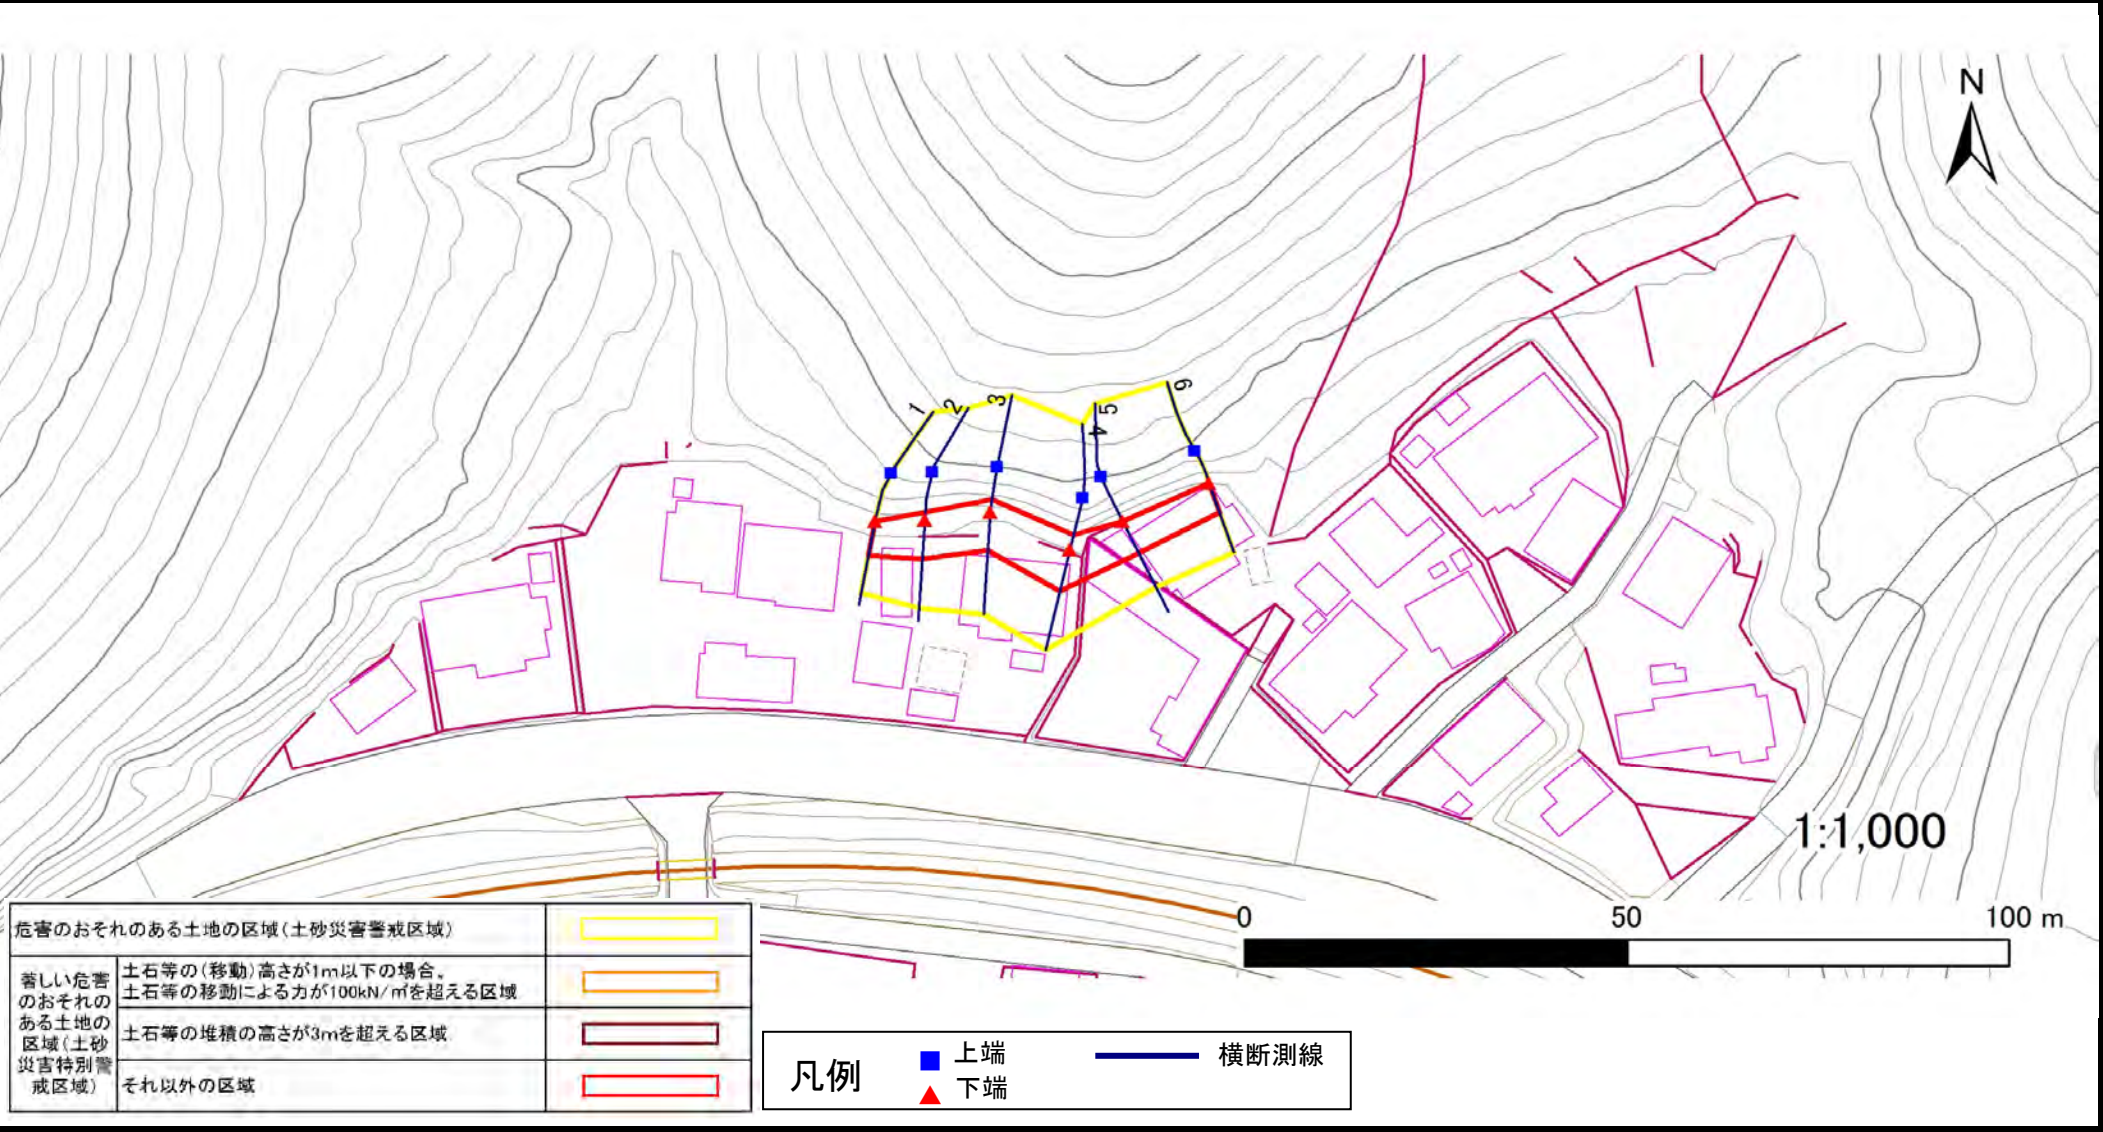 N
1
2
3
4
5
6
1:1,000
0 50 100 m
危害のおそれのある土地の区域(土砂災害警戒区域)
著しい危害
のおそれの
ある土地の
区域(土砂
災害特別警
戒区域)
土石等の(移動)高さが1m以下の場合、
土石等の移動による力が100kN/㎡を超える区域
土石等の堆積の高さが3mを超える区域
それ以外の区域
凡例
上端
下端
横断測線